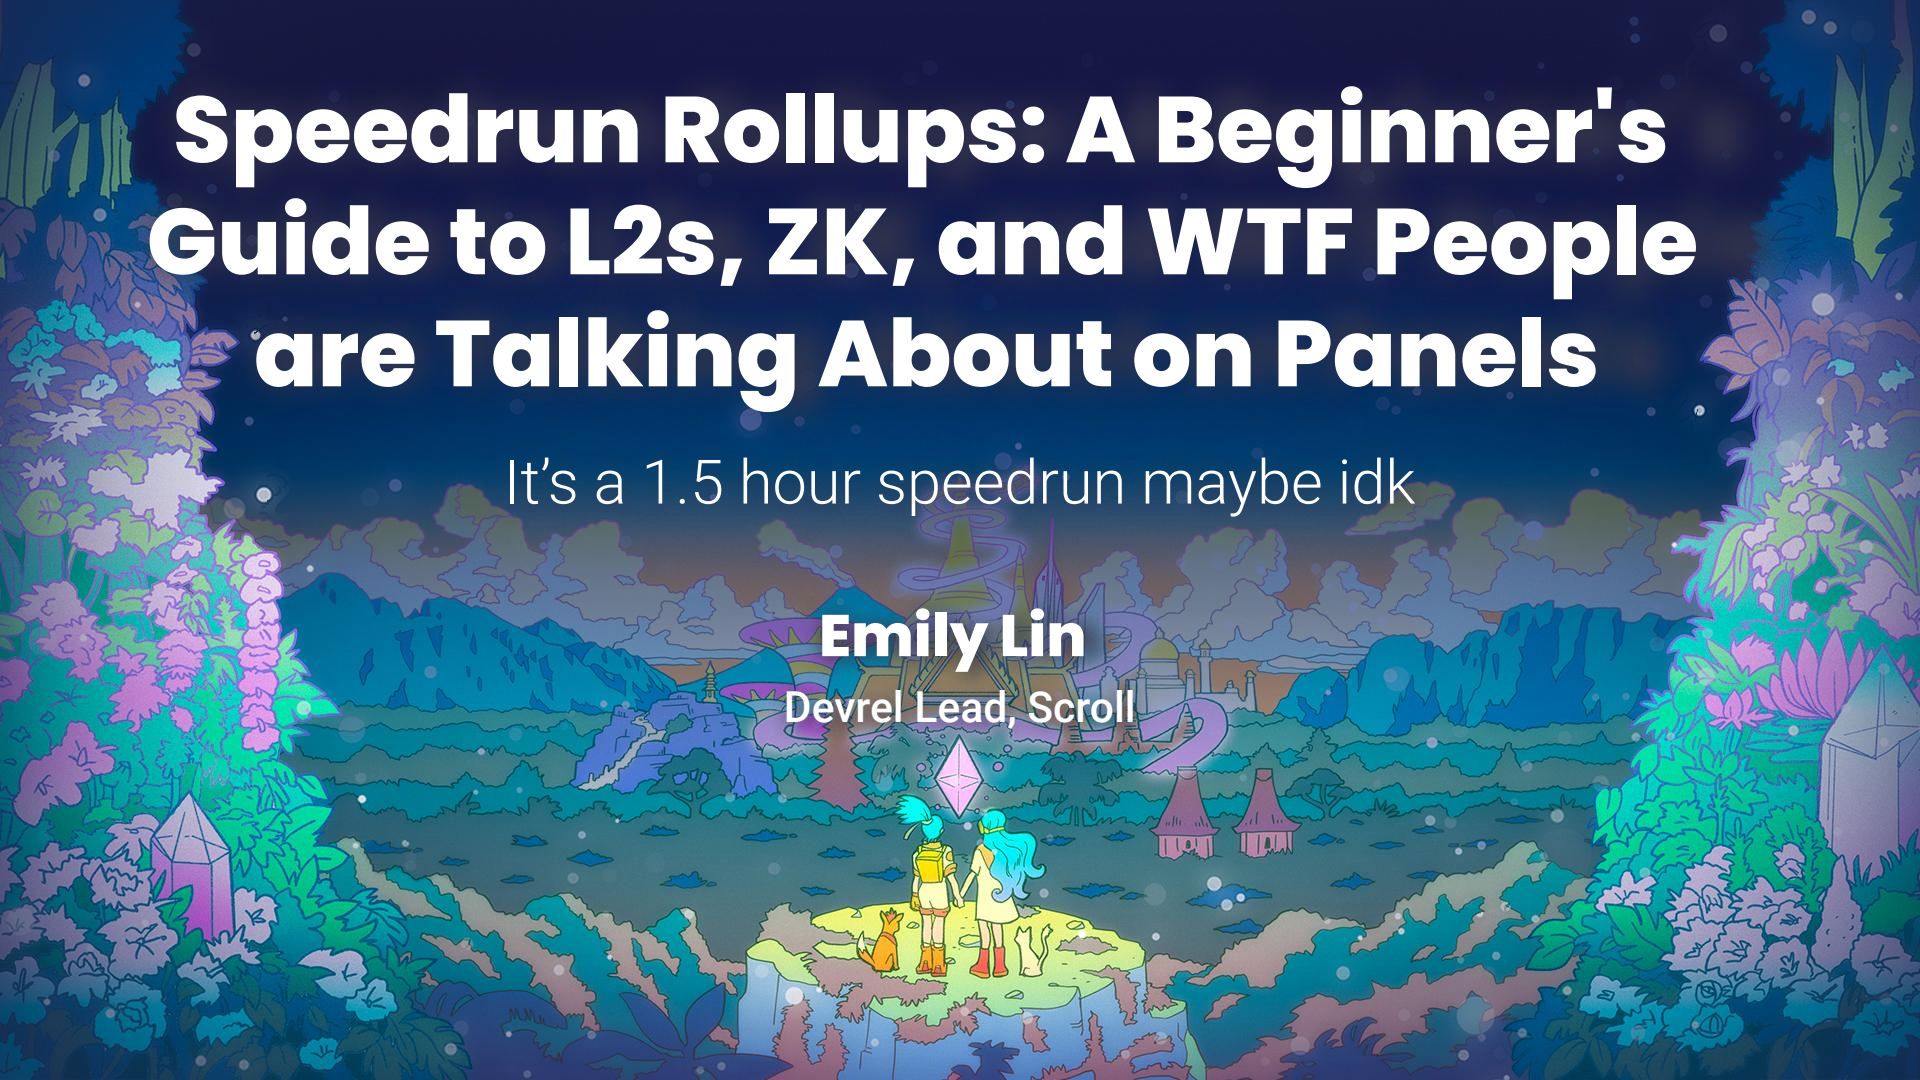 Speedrun Rollups: A Beginner's
Guide to L2s, ZK, and WTF People
are Talking About on Panels
It’s a 1.5 hour speedrun maybe idk
Emily Lin
Devrel Lead, Scroll